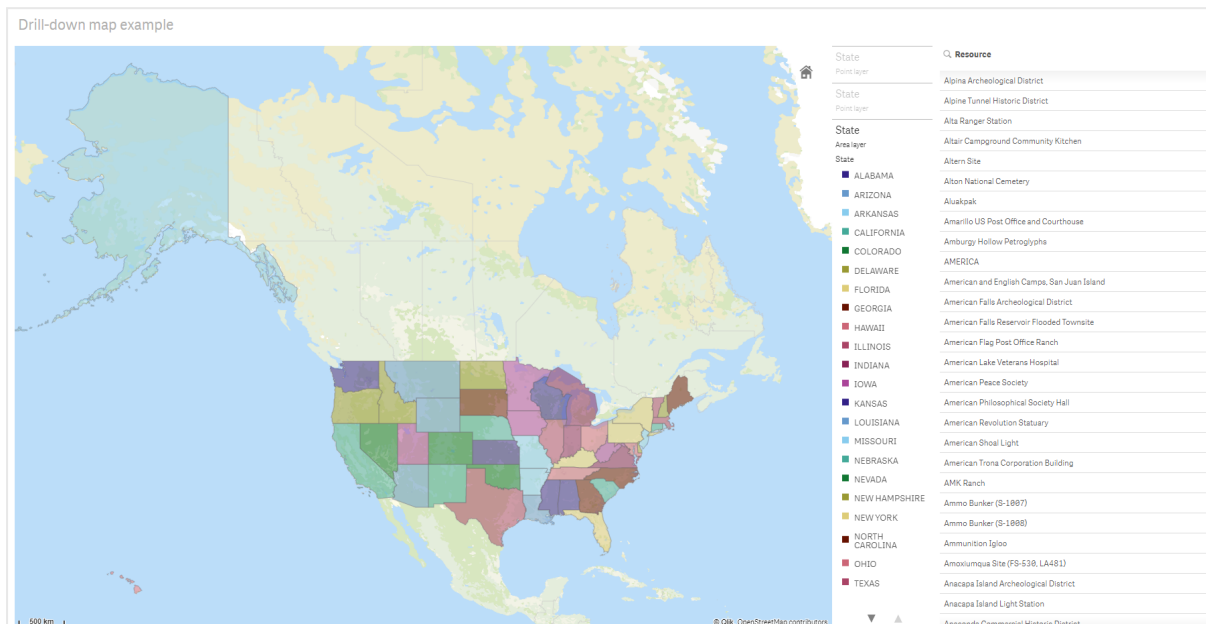 Drill-down map example
State
Point layer
State
Point layer
State
Area layer
State
ALABAMA
ARIZONA
ARKANSAS
CALIFORNIA
COLORADO
DELAWARE
FLORIDA
GEORGIA
HAWAII
ILLINOIS
INDIANA
IOWA
KANSAS
LOUISIANA
MISSOURI
NEBRASKA
NEVADA
NEW HAMPSHIRE
NEW YORK
NORTH
CAROLINA
OHIO
TEXAS
Resource
Alpina Archeological District
Alpine Tunnel Historic District
Alta Ranger Station
Altair Campground Community Kitchen
Altern Site
Alton National Cemetery
Aluakpak
Amarillo US Post Office and Courthouse
Amburgy Hollow Petroglyphs
AMERICA
American and English Camps, San Juan Island
American Falls Archeological District
American Falls Reservoir Flooded Townsite
American Flag Post Office Ranch
American Lake Veterans Hospital
American Peace Society
American Philosophical Society Hall
American Revolution Statuary
American Shoal Light
American Trona Corporation Building
AMK Ranch
Ammo Bunker (S-1007)
Ammo Bunker (S-1008)
Ammunition Igloo
Amoxiumqua Site (FS-530, LA481)
Anacapa Island Archeological District
Anacapa Island Light Station
500 km
© Qlik, OpenStreetMap contributors